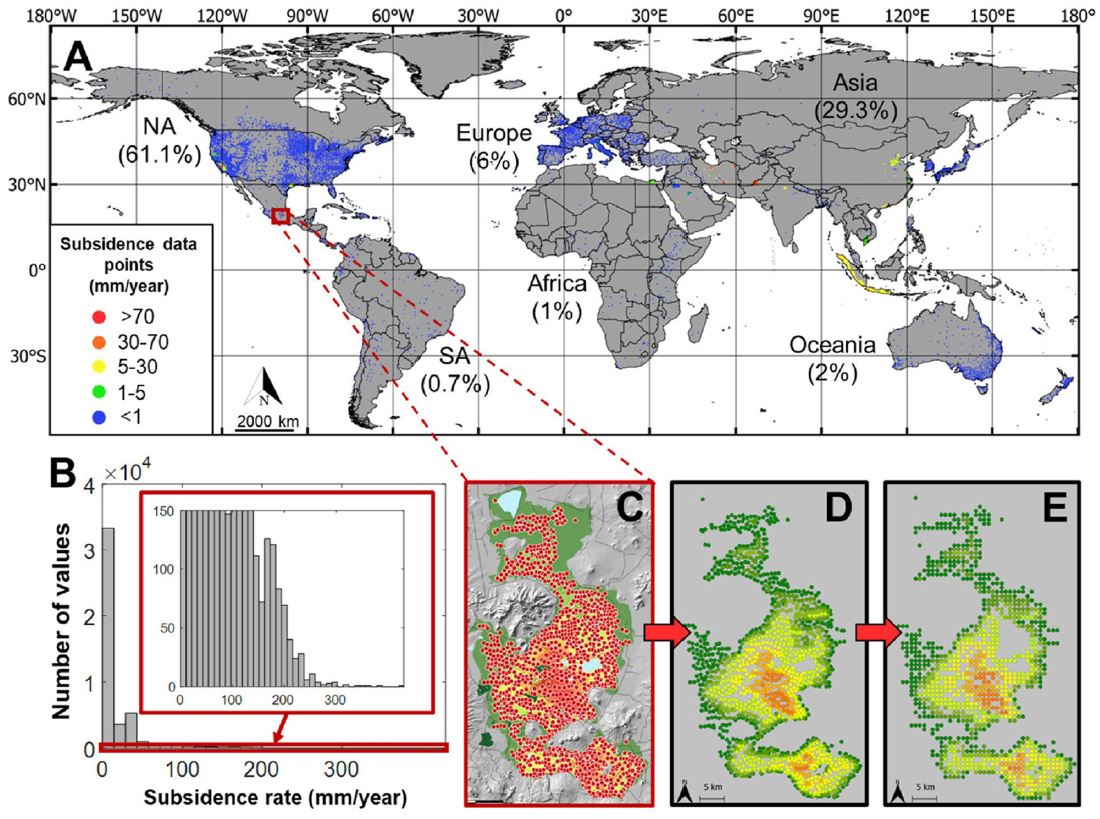 180° 150°W 120°W 90°W 60°W 30°W 0° 30°E 60°E 90°E 120°E 150°E 180°
A
60°N
30°N
0°
30°S
NA
(61.1%)
Europe
(6%)
Asia
(29.3%)
Africa
(1%)
SA
(0.7%)
Oceania
(2%)
Subsidence data
points
(mm/year)
>70
30-70
5-30
1-5
<1
N
2000 km
B
×10⁴
4
3
2
1
0
Number of values
0 100 200 300
Subsidence rate (mm/year)
150
100
50
0
0 100 200 300
C
D
N
5 km
E
N
5 km